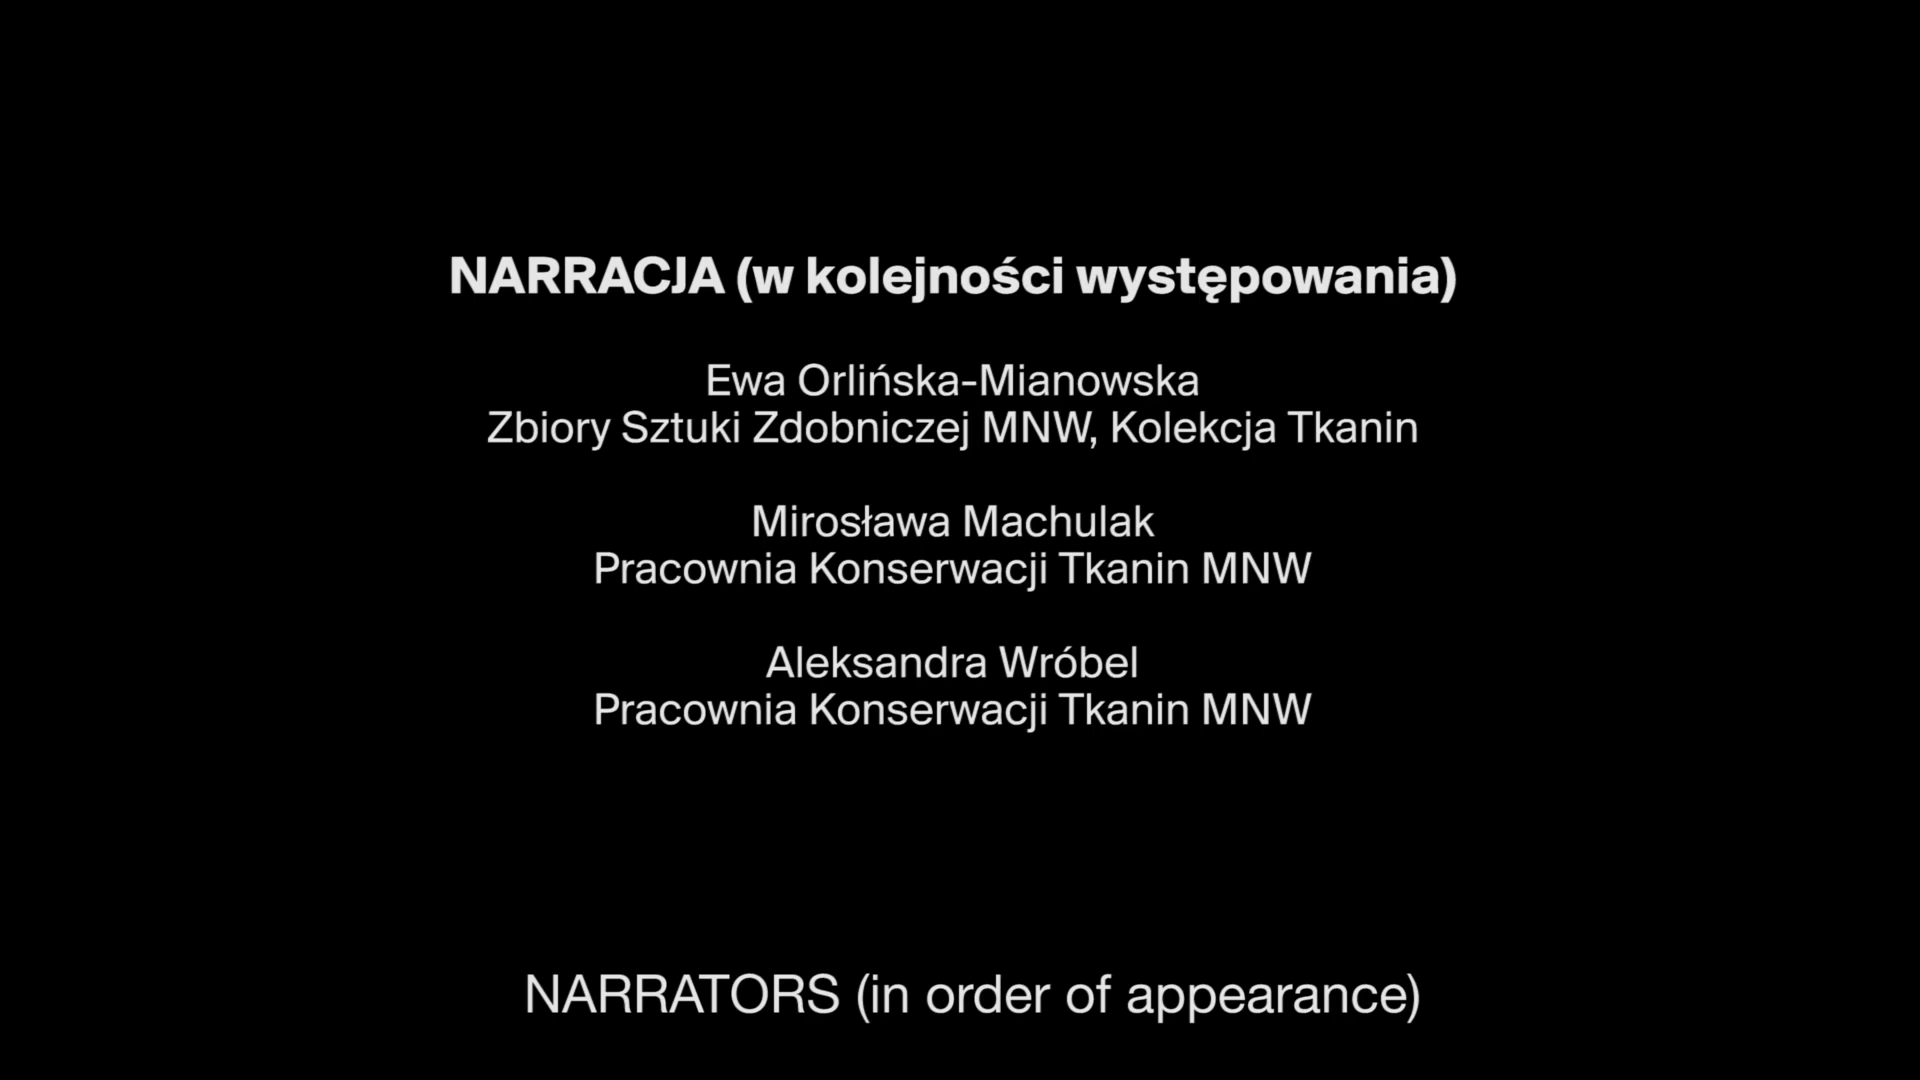 NARRACJA (w kolejności występowania)
Ewa Orlińska-Mianowska
Zbiory Sztuki Zdobniczej MNW, Kolekcja Tkanin
Mirosława Machulak
Pracownia Konserwacji Tkanin MNW
Aleksandra Wróbel
Pracownia Konserwacji Tkanin MNW
NARRATORS (in order of appearance)